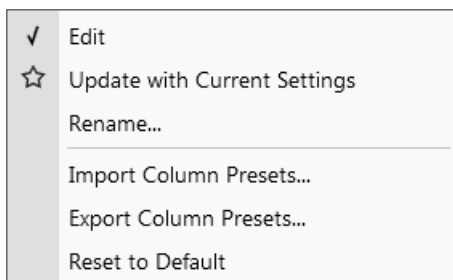 Edit
Update with Current Settings
Rename...
Import Column Presets...
Export Column Presets...
Reset to Default